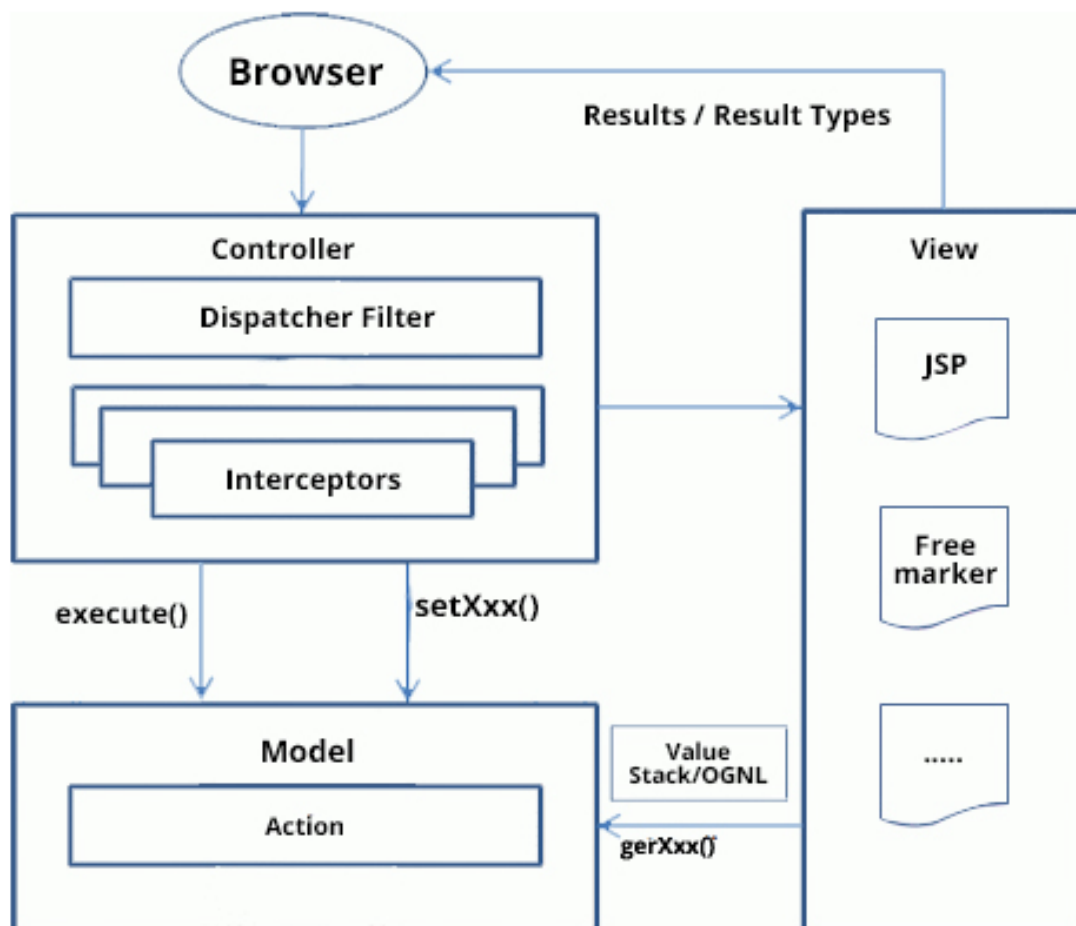 Browser
Results / Result Types
Controller
View
Dispatcher Filter
JSP
Interceptors
Free
marker
execute()
setXxx()
Model
Value
Stack/OGNL
.....
Action
gerXxx()